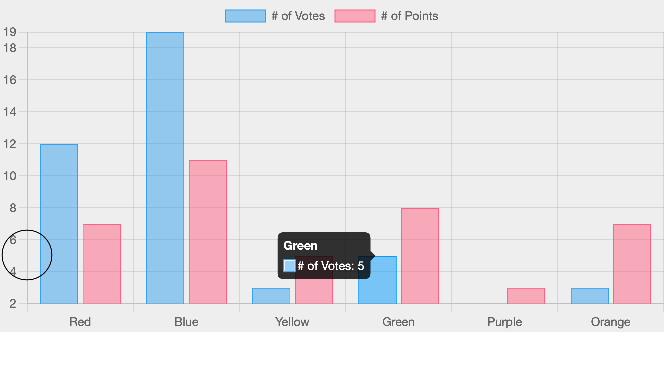 # of Votes # of Points
19
18
16
14
12
10
8
6
4
2
Green
# of Votes: 5
Red Blue Yellow Green Purple Orange